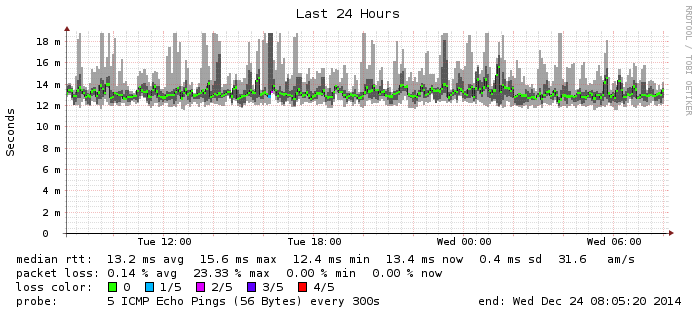 Last 24 Hours
RRDTOOL / TOBI OETIKER
Seconds
18 m
16 m
14 m
12 m
10 m
8 m
6 m
4 m
2 m
0
Tue 12:00 Tue 18:00 Wed 00:00 Wed 06:00
median rtt: 13.2 ms avg 15.6 ms max 12.4 ms min 13.4 ms now 0.4 ms sd 31.6 am/s
packet loss: 0.14 % avg 23.33 % max 0.00 % min 0.00 % now
loss color: 0 1/5 2/5 3/5 4/5
probe: 5 ICMP Echo Pings (56 Bytes) every 300s end: Wed Dec 24 08:05:20 2014